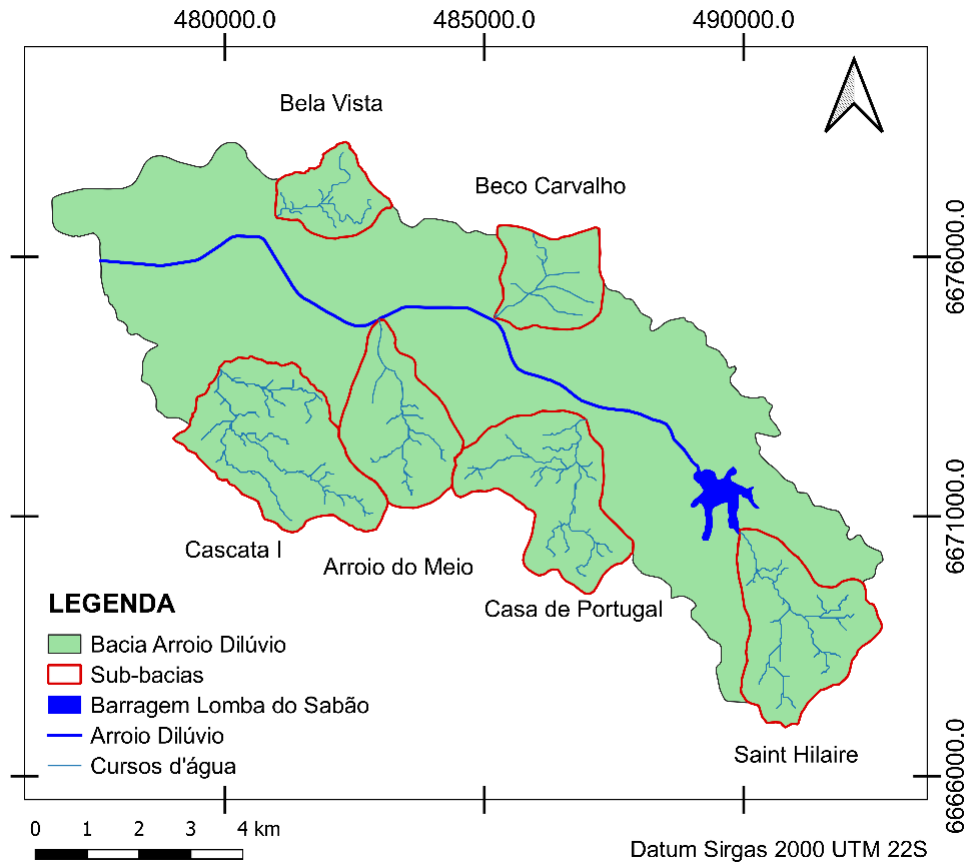 480000.0
485000.0
490000.0
Bela Vista
Beco Carvalho
6676000.0
6671000.0
6666000.0
Cascata I
Arroio do Meio
Casa de Portugal
Saint Hilaire
LEGENDA
Bacia Arroio Dilúvio
Sub-bacias
Barragem Lomba do Sabão
Arroio Dilúvio
Cursos d'água
0 1 2 3 4 km
Datum Sirgas 2000 UTM 22S